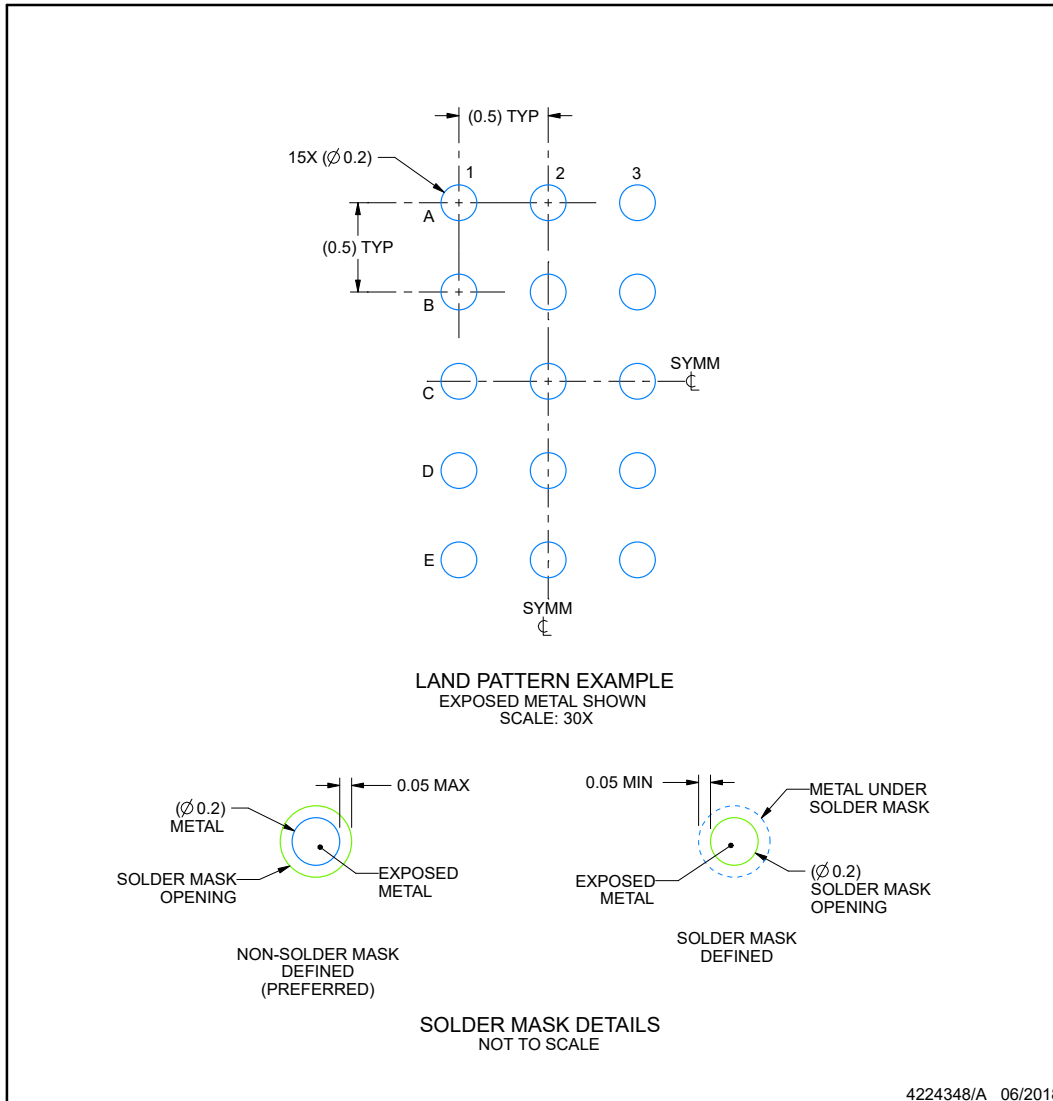 (0.5) TYP
15X (∅ 0.2)
1
2
3
A
(0.5) TYP
B
SYMM
℄
C
D
E
SYMM
℄
LAND PATTERN EXAMPLE
EXPOSED METAL SHOWN
SCALE: 30X
0.05 MAX
(∅ 0.2)
METAL
EXPOSED
METAL
SOLDER MASK
OPENING
NON-SOLDER MASK
DEFINED
(PREFERRED)
0.05 MIN
METAL UNDER
SOLDER MASK
EXPOSED
METAL
(∅ 0.2)
SOLDER MASK
OPENING
SOLDER MASK
DEFINED
SOLDER MASK DETAILS
NOT TO SCALE
4224348/A 06/2018